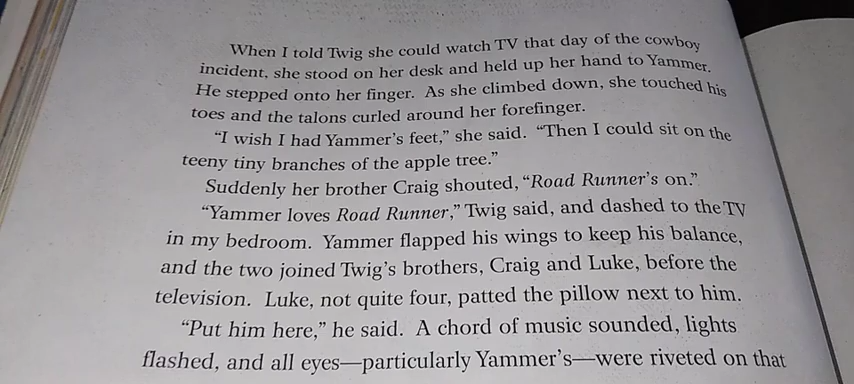 When I told Twig she could watch TV that day of the cowboy
incident, she stood on her desk and held up her hand to Yammer.
He stepped onto her finger. As she climbed down, she touched his
toes and the talons curled around her forefinger.
“I wish I had Yammer’s feet,” she said. “Then I could sit on the
teeny tiny branches of the apple tree.”
Suddenly her brother Craig shouted, “Road Runner’s on.”
“Yammer loves Road Runner,” Twig said, and dashed to the TV
in my bedroom. Yammer flapped his wings to keep his balance,
and the two joined Twig’s brothers, Craig and Luke, before the
television. Luke, not quite four, patted the pillow next to him.
“Put him here,” he said. A chord of music sounded, lights
flashed, and all eyes—particularly Yammer’s—were riveted on that